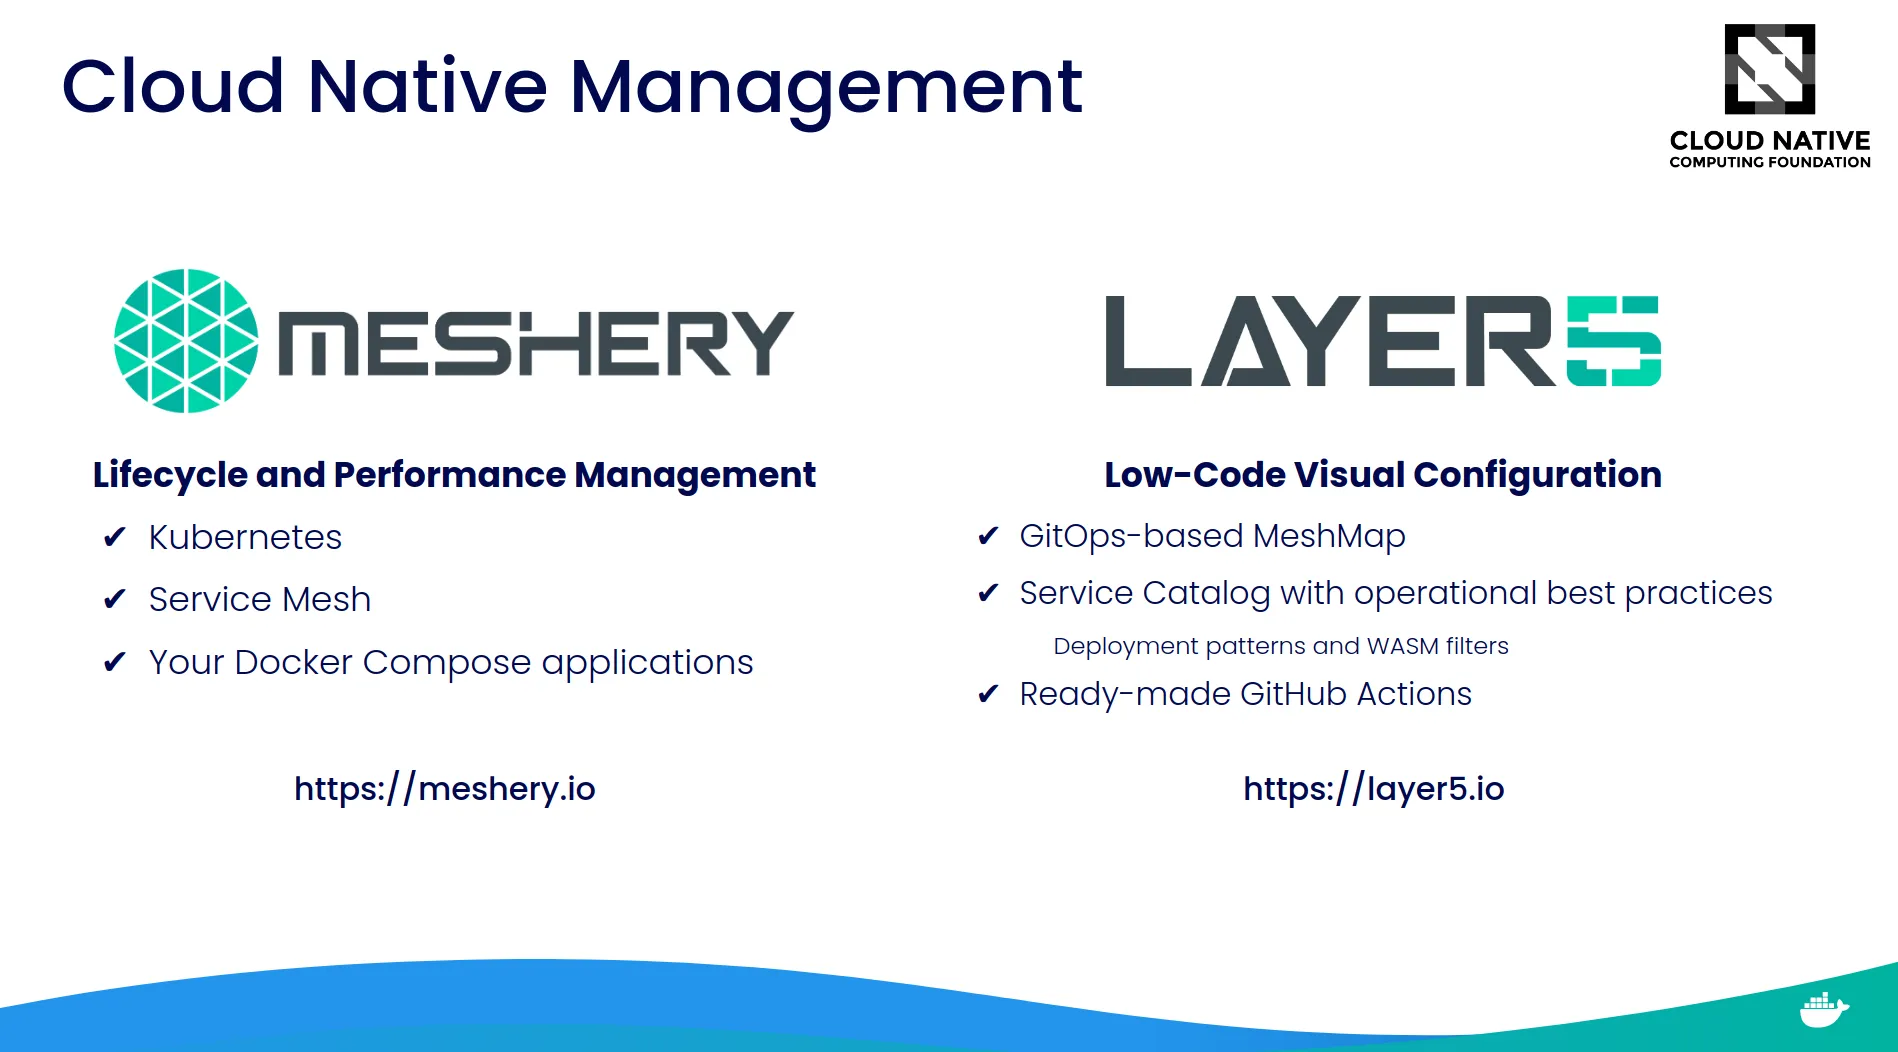 Cloud Native Management
CLOUD NATIVE
COMPUTING FOUNDATION
MESHERY
Lifecycle and Performance Management
✔ Kubernetes
✔ Service Mesh
✔ Your Docker Compose applications
https://meshery.io
LAYER5
Low-Code Visual Configuration
✔ GitOps-based MeshMap
✔ Service Catalog with operational best practices
Deployment patterns and WASM filters
✔ Ready-made GitHub Actions
https://layer5.io